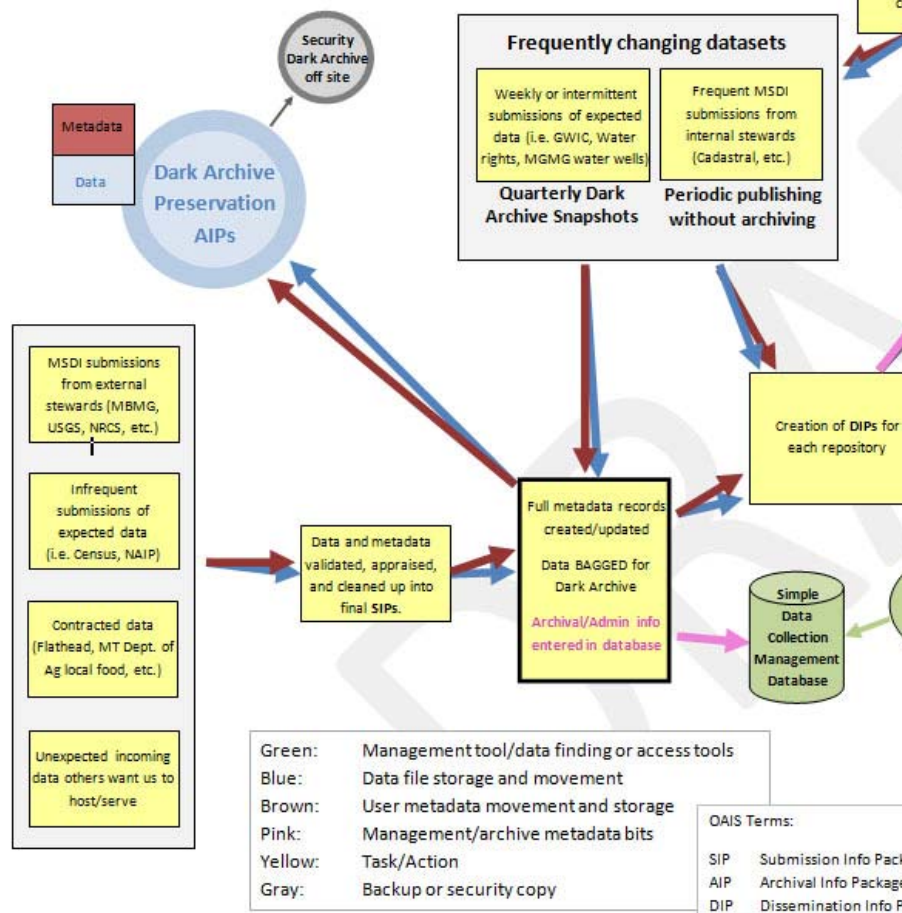 Security
Dark Archive
off site
Metadata
Data
Dark Archive
Preservation
AIPs
Frequently changing datasets
Weekly or intermittent
submissions of expected
data (i.e. GWIC, Water
rights, MGMG water wells)
Quarterly Dark
Archive Snapshots
Frequent MSDI
submissions from
internal stewards
(Cadastral, etc.)
Periodic publishing
without archiving
MSDI submissions
from external
stewards (MBMG,
USGS, NRCS, etc.)
Infrequent
submissions of
expected data
(i.e. Census, NAIP)
Contracted data
(Flathead, MT Dept. of
Ag local food, etc.)
Unexpected incoming
data others want us to
host/serve
Data and metadata
validated, appraised,
and cleaned up into
final SIPs.
Full metadata records
created/updated
Data BAGGED for
Dark Archive
Archival/Admin info
entered in database
Creation of DIPs for
each repository
Simple
Data
Collection
Management
Database
Green: Management tool/data finding or access tools
Blue: Data file storage and movement
Brown: User metadata movement and storage
Pink: Management/archive metadata bits
Yellow: Task/Action
Gray: Backup or security copy
OAIS Terms:
SIP Submission Info Pack
AIP Archival Info Package
DIP Dissemination Info P